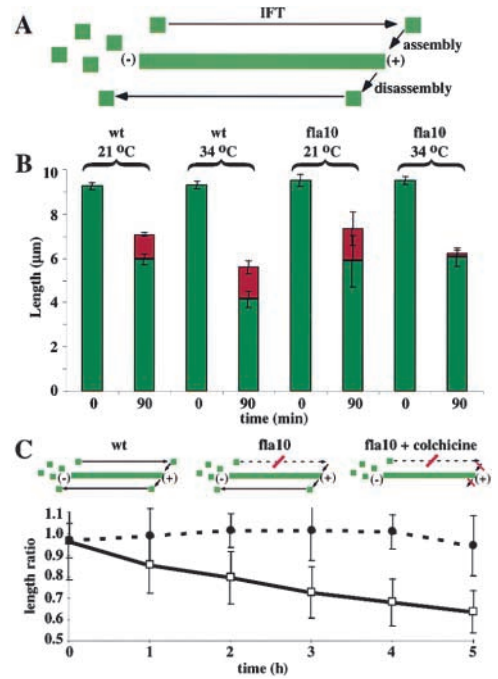 A
IFT
assembly
(-)
(+)
disassembly
B
wt wt fla10 fla10
21 °C 34 °C 21 °C 34 °C
Length (µm)
10
8
6
4
2
0
0 90 0 90 0 90 0 90
time (min)
C
wt fla10 fla10 + colchicine
(-) (+) (-) (+) (-) (+)
length ratio
1.1
1.0
0.9
0.8
0.7
0.6
0.5
0 1 2 3 4 5
time (h)